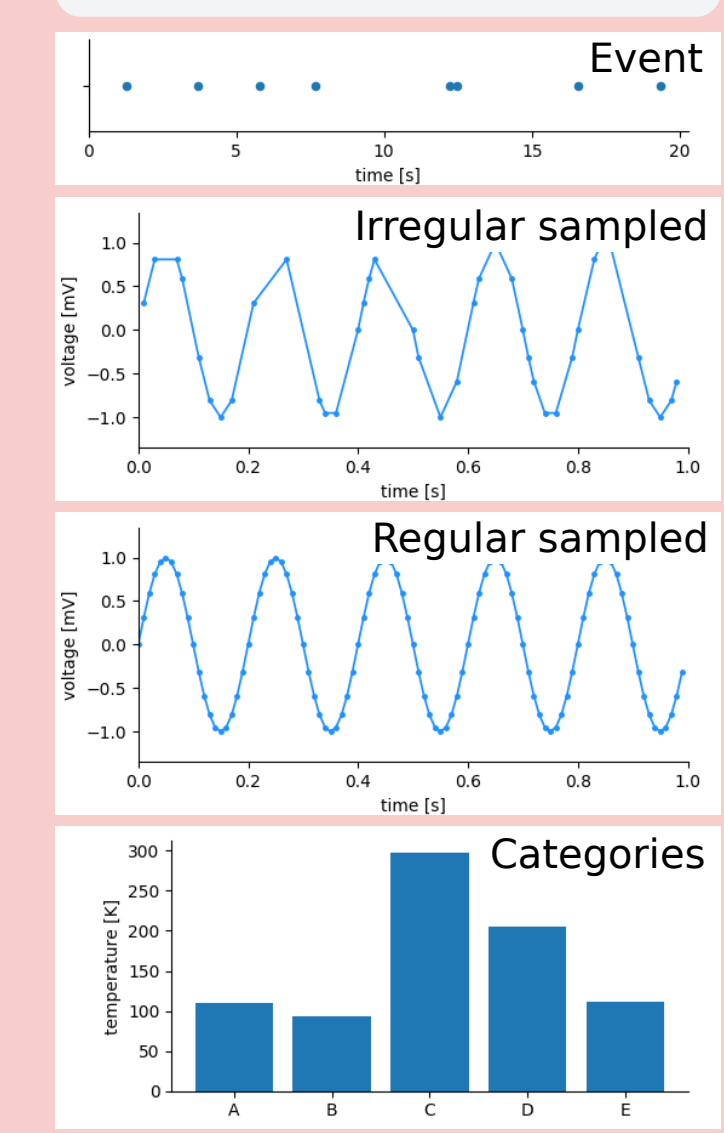 Event
0 5 10 15 20
time [s]
Irregular sampled
1.0
0.5
0.0
−0.5
−1.0
voltage [mV]
0.0 0.2 0.4 0.6 0.8 1.0
time [s]
Regular sampled
1.0
0.5
0.0
−0.5
−1.0
voltage [mV]
0.0 0.2 0.4 0.6 0.8 1.0
time [s]
Categories
300
250
200
150
100
50
0
temperature [K]
A B C D E